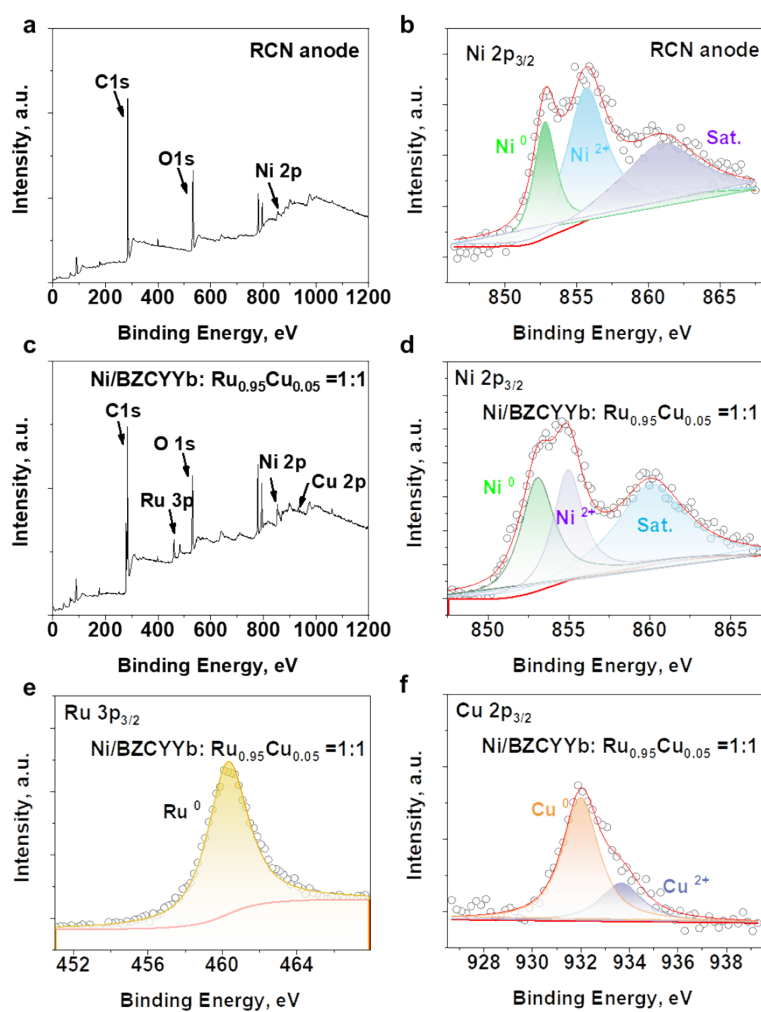 a
RCN anode
C1s
O1s
Ni 2p
Intensity, a.u.
0 200 400 600 800 1000 1200
Binding Energy, eV
b
Ni 2p3/2
RCN anode
Ni 0
Ni 2+
Sat.
Intensity, a.u.
850 855 860 865
Binding Energy, eV
c
Ni/BZCYYb: Ru0.95Cu0.05 =1:1
C1s
O 1s
Ru 3p
Ni 2p
Cu 2p
Intensity, a.u.
0 200 400 600 800 1000 1200
Binding Energy, eV
d
Ni 2p3/2
Ni/BZCYYb: Ru0.95Cu0.05 =1:1
Ni 0
Ni 2+
Sat.
Intensity, a.u.
850 855 860 865
Binding Energy, eV
e
Ru 3p3/2
Ni/BZCYYb: Ru0.95Cu0.05 =1:1
Ru 0
Intensity, a.u.
452 456 460 464
Binding Energy, eV
f
Cu 2p3/2
Ni/BZCYYb: Ru0.95Cu0.05 =1:1
Cu 0
Cu 2+
Intensity, a.u.
928 930 932 934 936 938
Binding Energy, eV